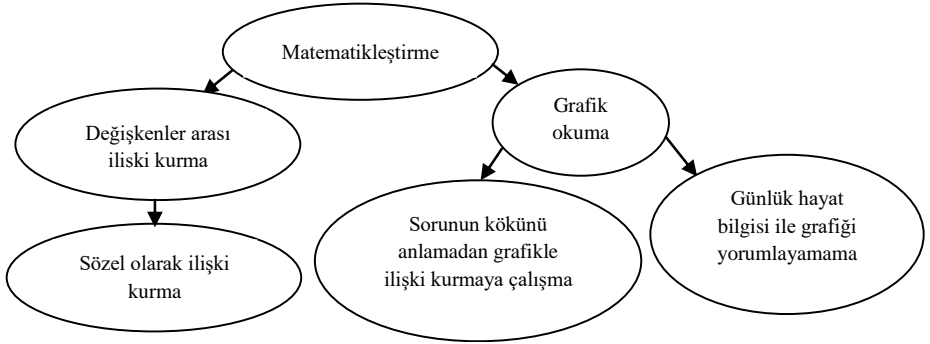 Matematikleştirme
Değişkenler arası
iliski kurma
Grafik
okuma
Sözel olarak ilişki
kurma
Sorunun kökünü
anlamadan grafikle
ilişki kurmaya çalışma
Günlük hayat
bilgisi ile grafiği
yorumlayamama